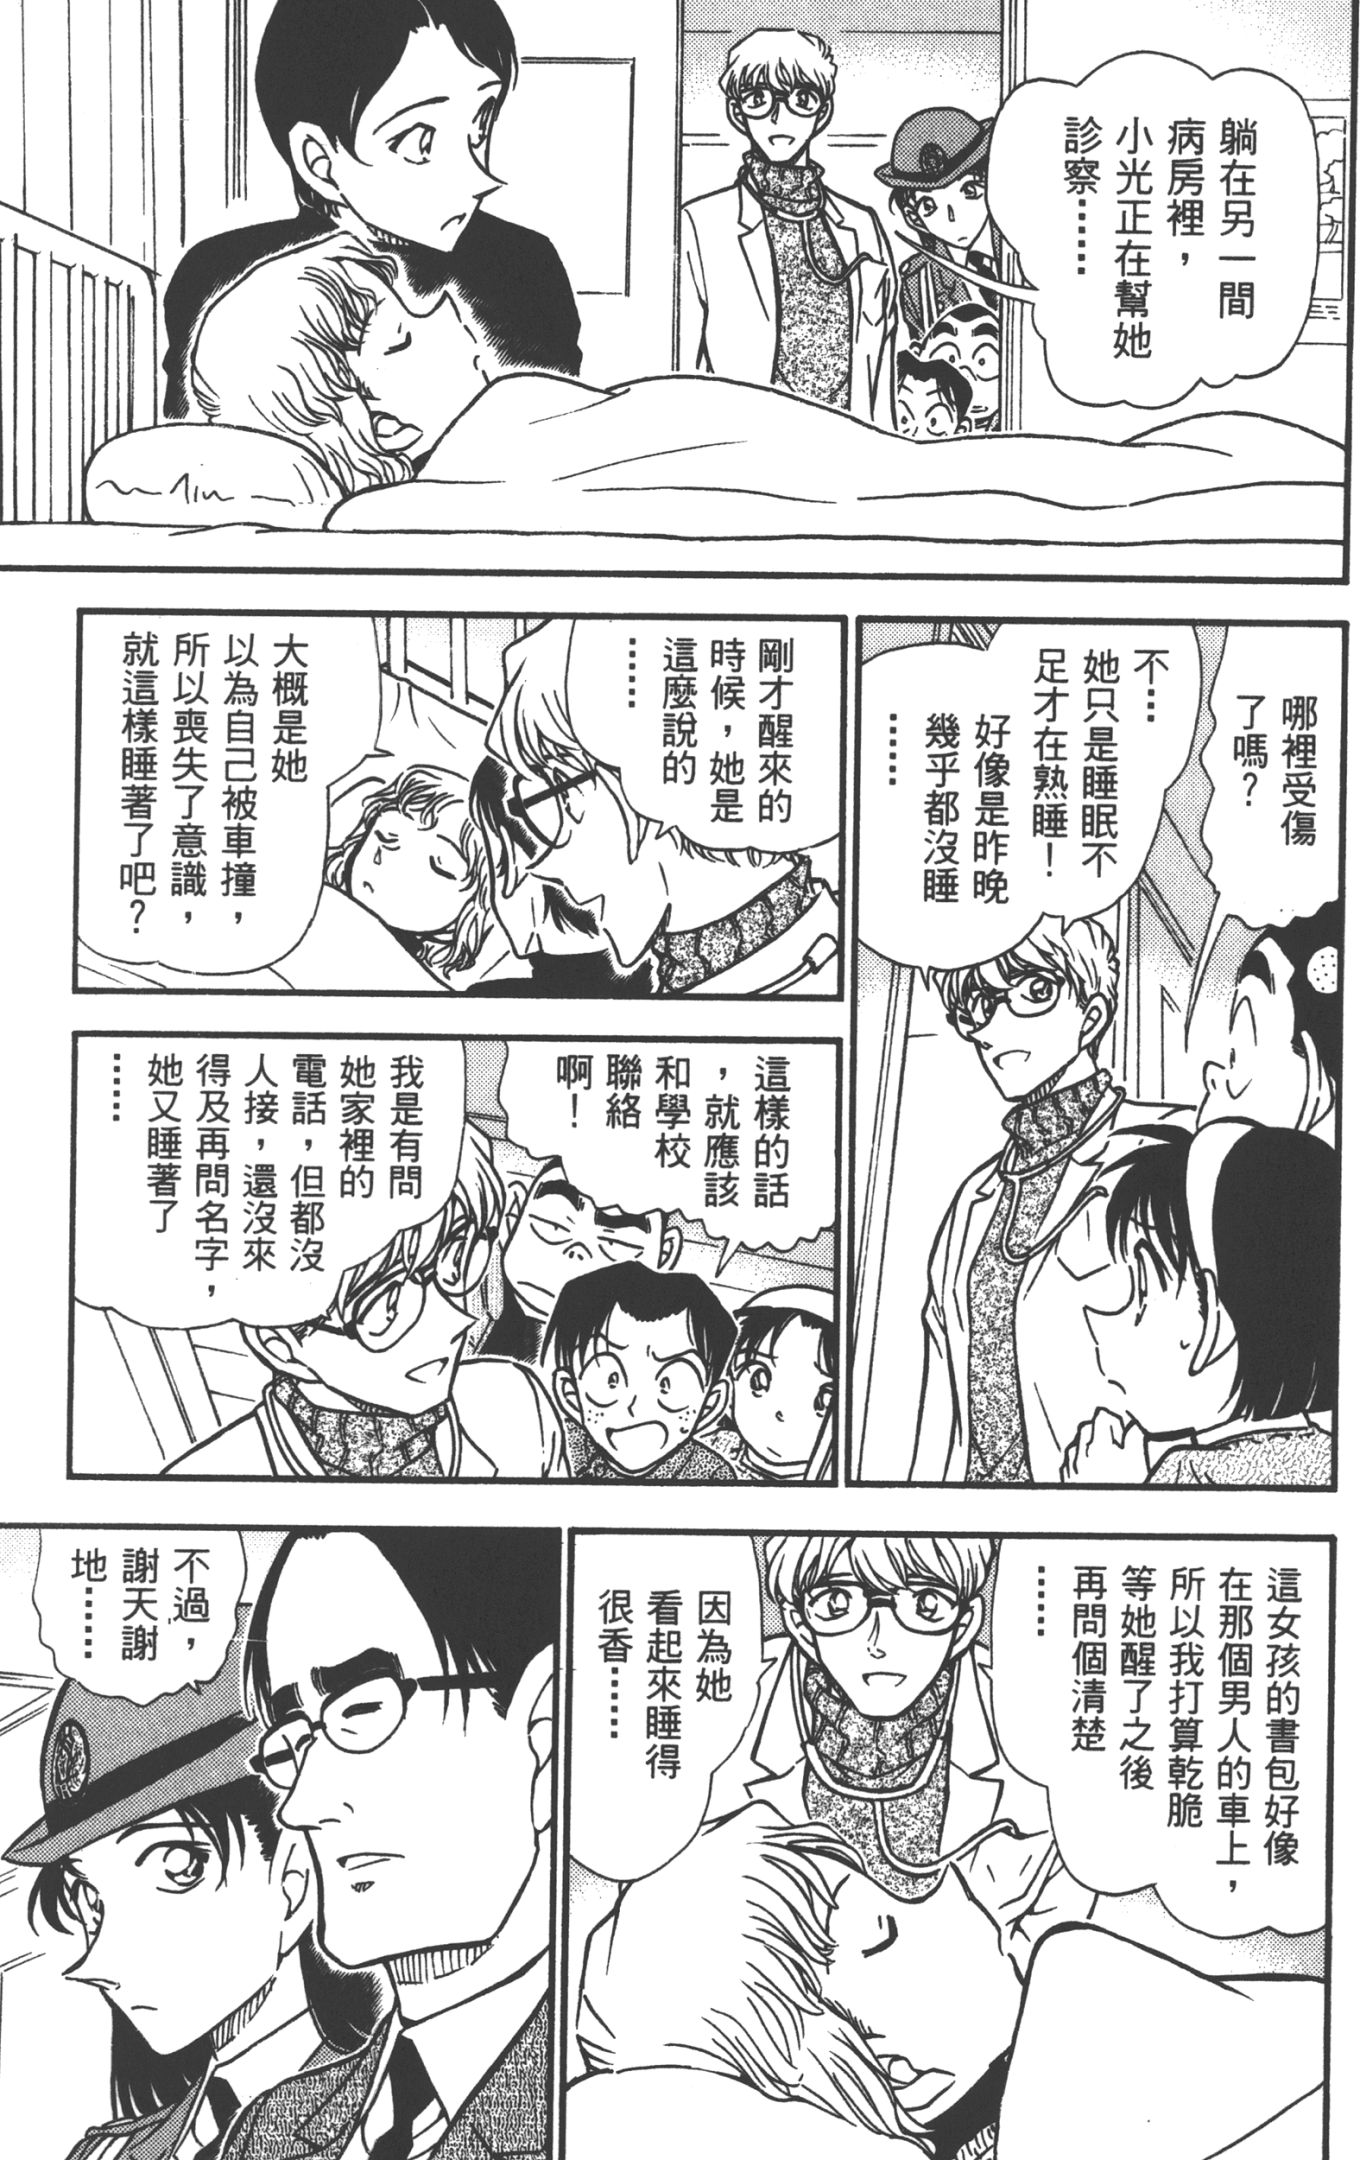 躺在另一間
病房裡，
小光正在幫她
診察……
哪裡受傷
了嗎？
不…
她只是睡眠不
足才在熟睡！
好像是昨晚
幾乎都沒睡
……
剛才醒來的
時候，她是
這麼說的
……
大概是她
以為自己被車撞，
所以喪失了意識，
就這樣睡著了吧？
這樣的話
，就應該
和學校
聯絡
啊！
我是有問
她家裡的
電話，但都沒
人接，還沒來
得及再問名字，
她又睡著了
……
這女孩的書包好像
在那個男人的車上，
所以我打算乾脆
等她醒了之後
再問個清楚
……
因為她
看起來睡得
很香……
不過，
謝天謝
地……